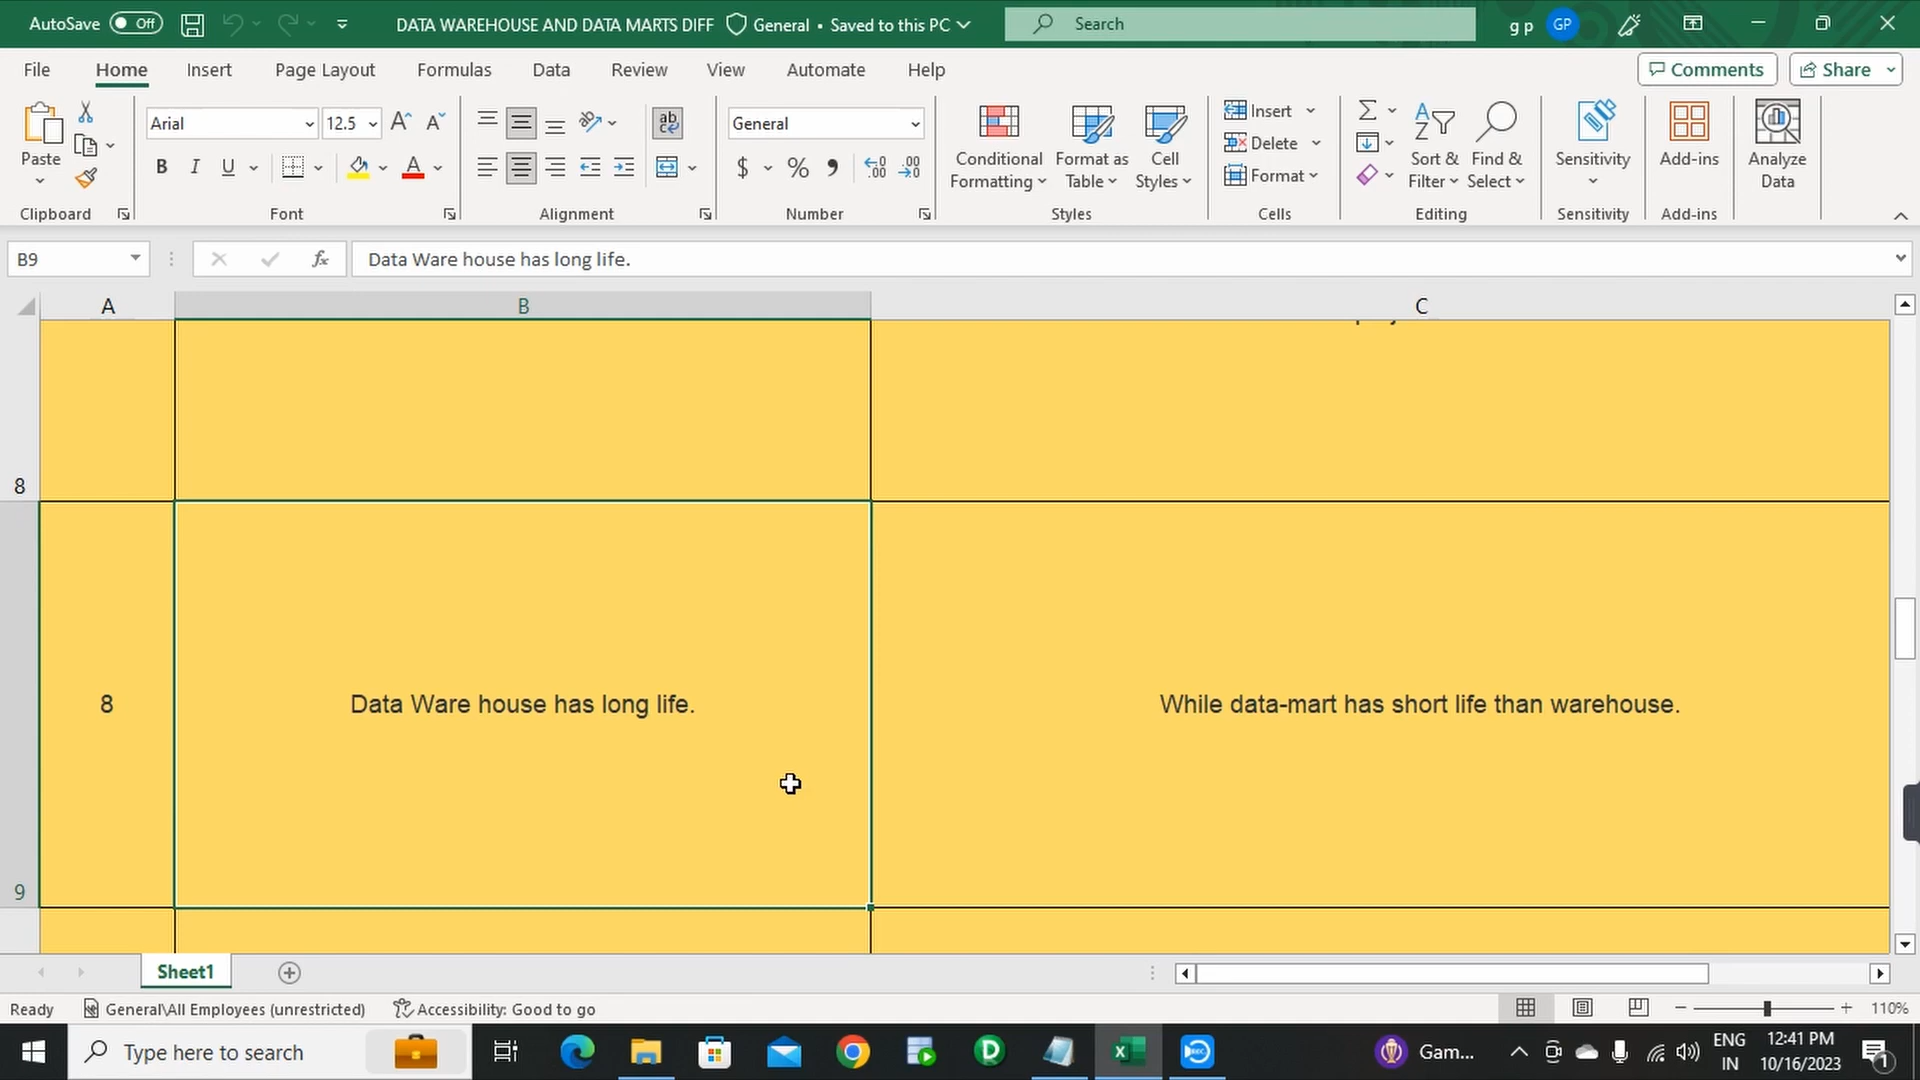 AutoSave Off DATA WAREHOUSE AND DATA MARTS DIFF General • Saved to this PC Search g p GP
File Home Insert Page Layout Formulas Data Review View Automate Help Comments Share
Arial 12.5 General
Paste Conditional Formatting Format as Table Cell Styles Insert Delete Format Sort & Filter Find & Select Sensitivity Add-ins Analyze Data
Clipboard Font Alignment Number Styles Cells Editing Sensitivity Add-ins
B9 fx Data Ware house has long life.
A B C
8
8 Data Ware house has long life. While data-mart has short life than warehouse.
9
Sheet1
Ready General\All Employees (unrestricted) Accessibility: Good to go 110%
Type here to search Gam... ENG 12:41 PM
IN 10/16/2023 1